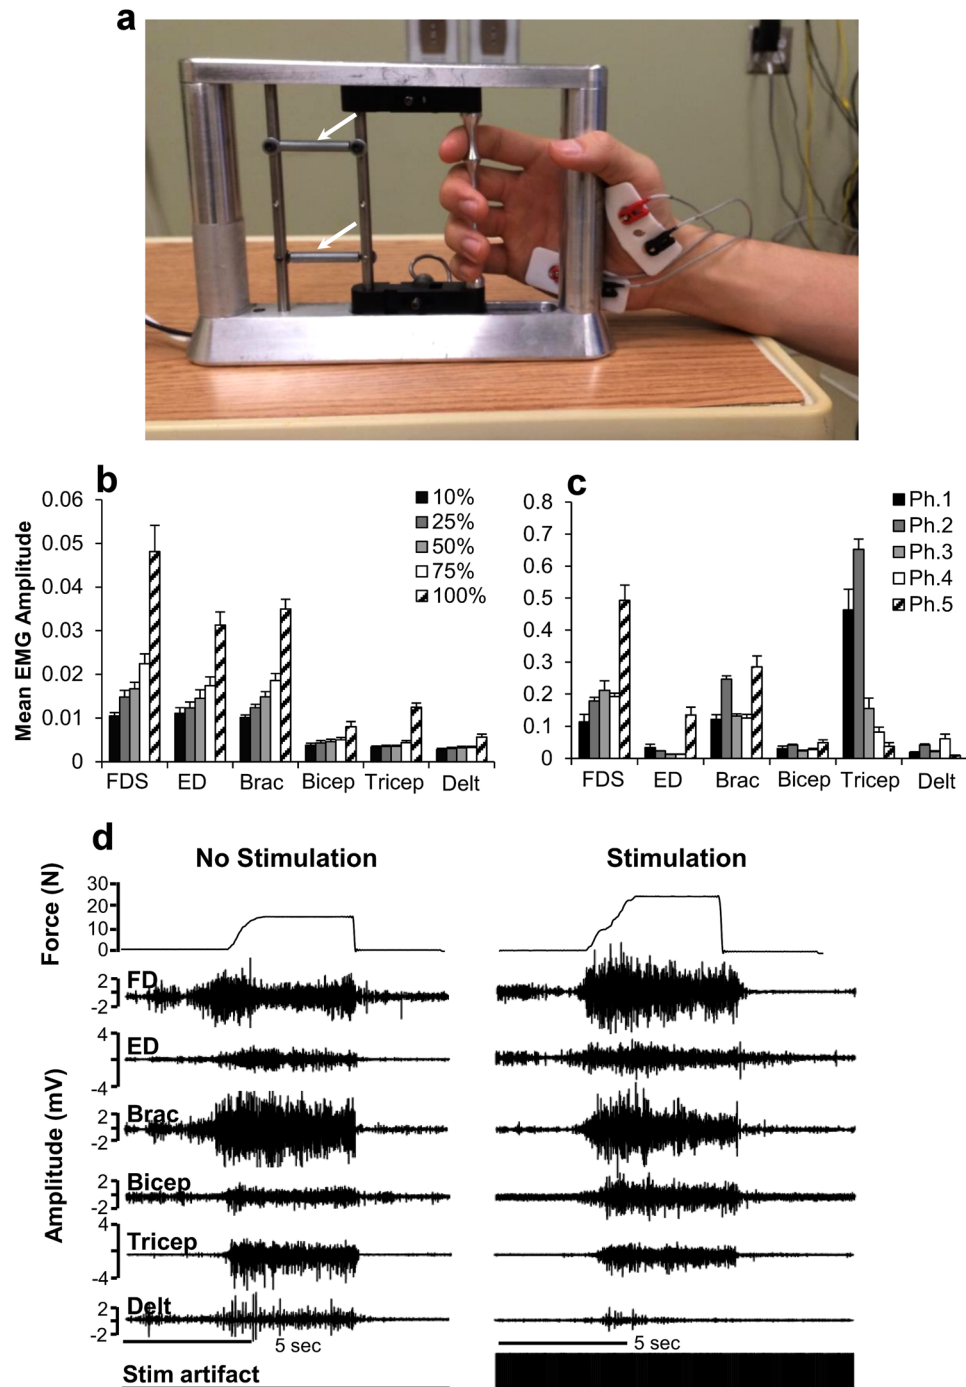 a
b
Mean EMG Amplitude
0.06
0.05
0.04
0.03
0.02
0.01
0
10%
25%
50%
75%
100%
FDS ED Brac Bicep Tricep Delt
c
0.8
0.7
0.6
0.5
0.4
0.3
0.2
0.1
0
Ph.1
Ph.2
Ph.3
Ph.4
Ph.5
FDS ED Brac Bicep Tricep Delt
d
No Stimulation Stimulation
Force (N)
30
20
10
0
Amplitude (mV)
FD
2
-2
ED
4
-4
Brac
2
-2
Bicep
2
-2
Tricep
4
-4
Delt
2
-2
5 sec 5 sec
Stim artifact